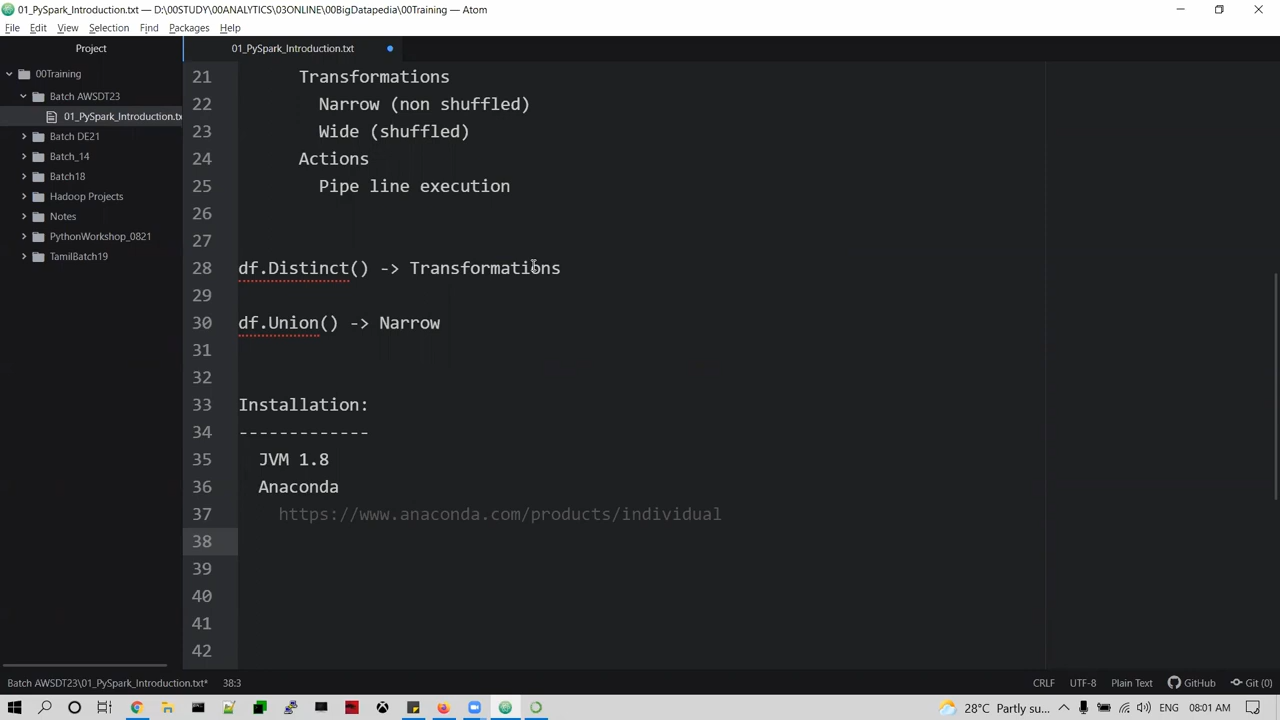 01_PySpark_Introduction.txt — D:\00STUDY\00ANALYTICS\03ONLINE\00BigDatapedia\00Training — Atom
File Edit View Selection Find Packages Help
Project
01_PySpark_Introduction.txt
00Training
Batch AWSDT23
01_PySpark_Introduction.tx
Batch DE21
Batch_14
Batch18
Hadoop Projects
Notes
PythonWorkshop_0821
TamilBatch19
21 Transformations
22 Narrow (non shuffled)
23 Wide (shuffled)
24 Actions
25 Pipe line execution
26
27
28 df.Distinct() -> Transformations
29
30 df.Union() -> Narrow
31
32
33 Installation:
34 -------------
35 JVM 1.8
36 Anaconda
37 https://www.anaconda.com/products/individual
38
39
40
41
42
Batch AWSDT23\01_PySpark_Introduction.txt* 38:3 CRLF UTF-8 Plain Text GitHub Git (0)
28°C Partly su... ENG 08:01 AM